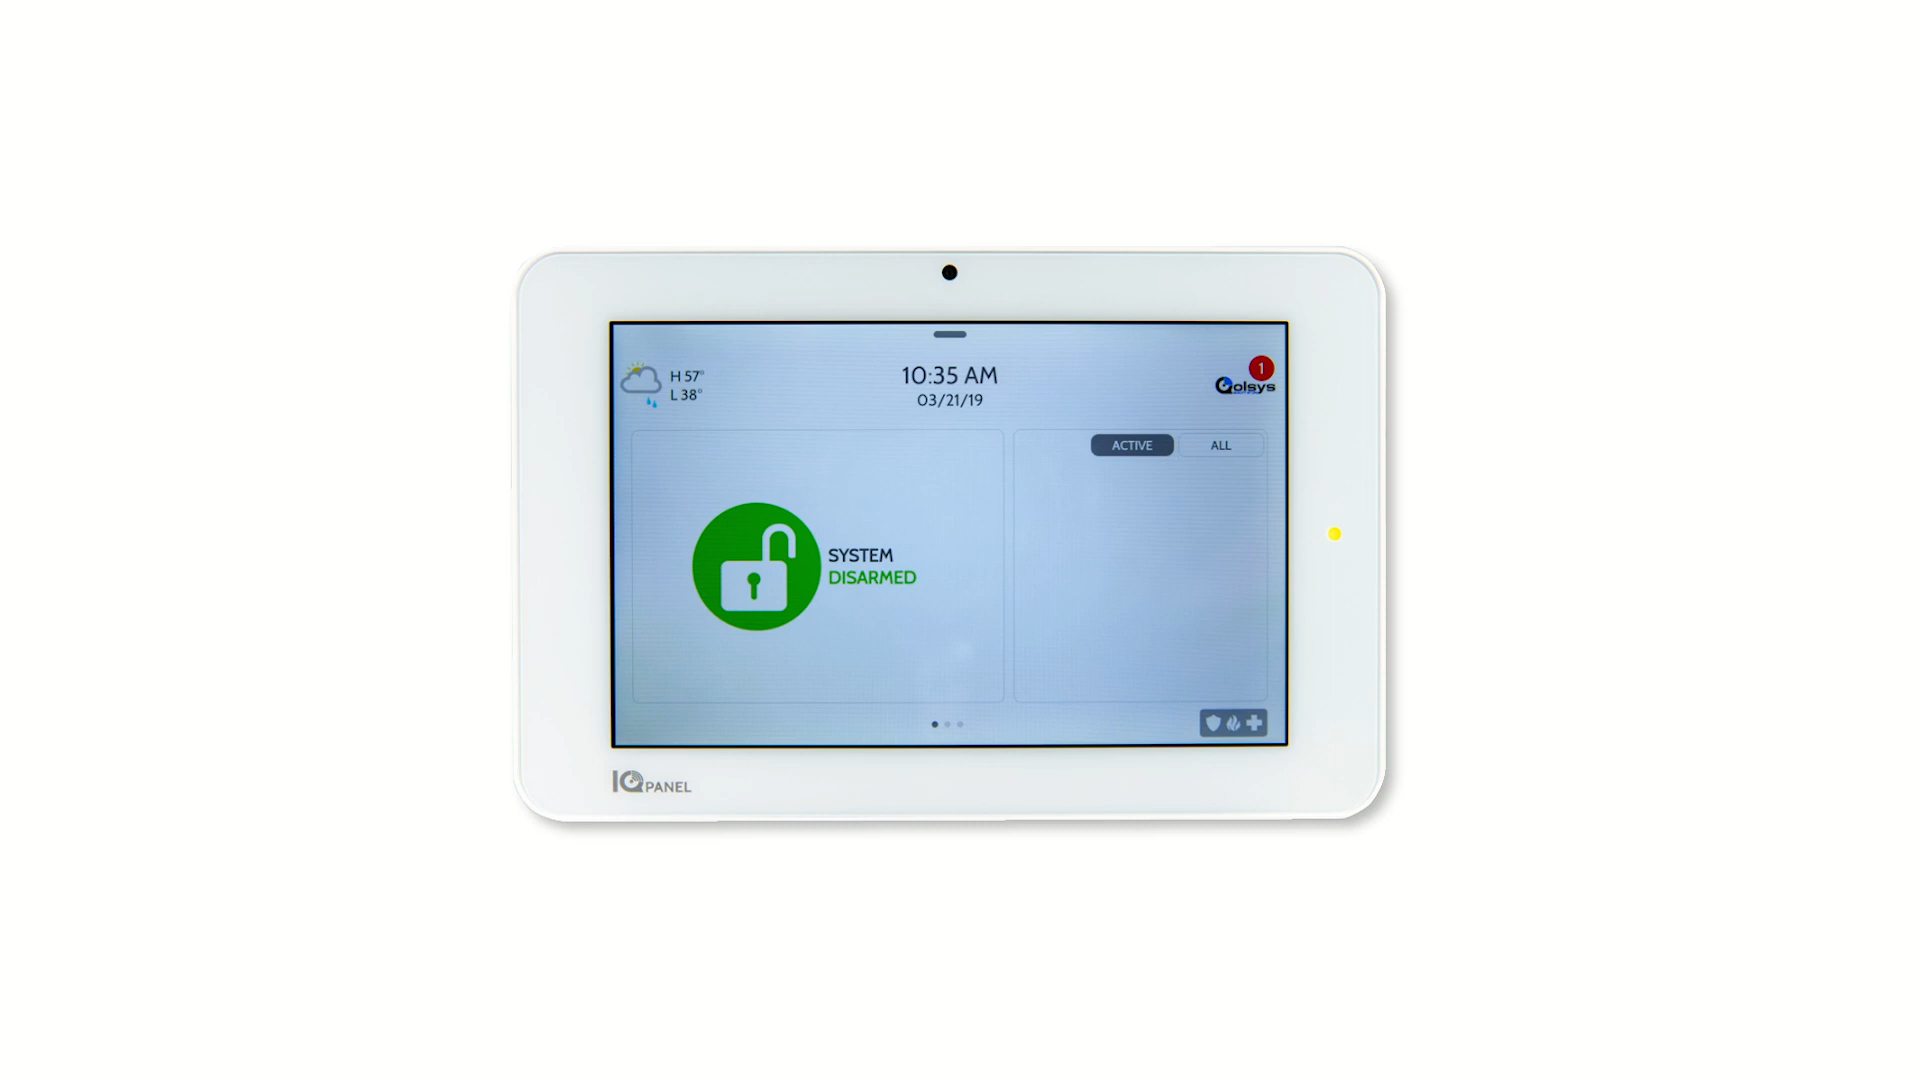 H 57°
L 38°
10:35 AM
03/21/19
1
Qolsys
ACTIVE
ALL
SYSTEM
DISARMED
IQ PANEL